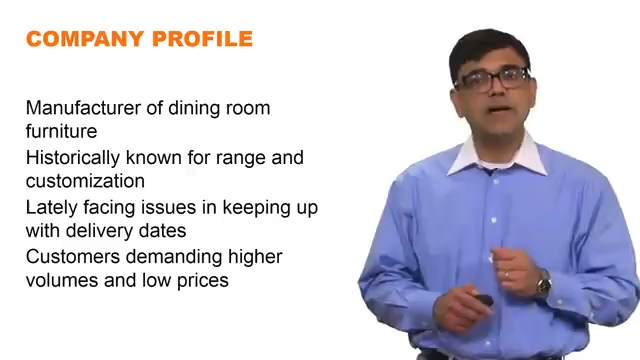 COMPANY PROFILE
Manufacturer of dining room
furniture
Historically known for range and
customization
Lately facing issues in keeping up
with delivery dates
Customers demanding higher
volumes and low prices